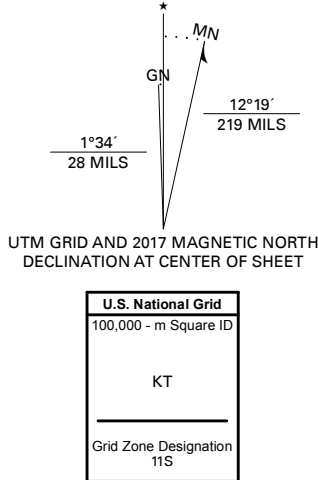 ★
MN
GN
12°19´
219 MILS
1°34´
28 MILS
UTM GRID AND 2017 MAGNETIC NORTH
DECLINATION AT CENTER OF SHEET
U.S. National Grid
100,000 - m Square ID
KT
Grid Zone Designation
11S